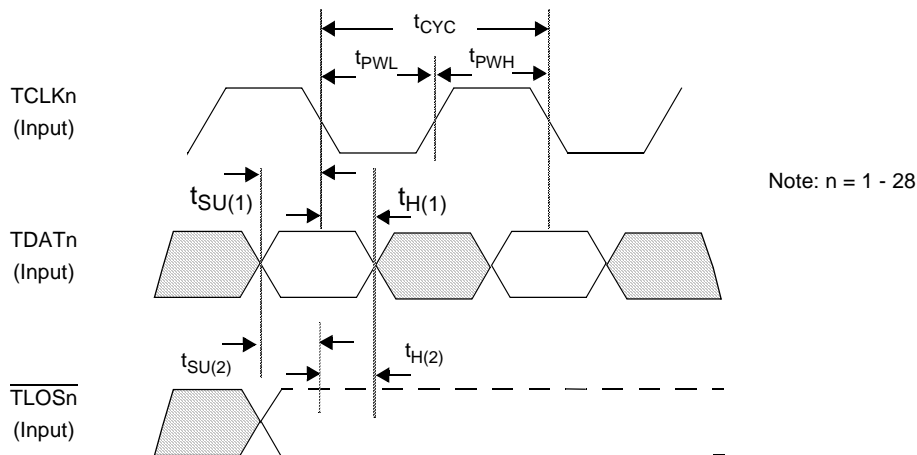 tCYC
tPWL
tPWH
TCLKn
(Input)
Note: n = 1 - 28
tSU(1)
tH(1)
TDATn
(Input)
tSU(2)
tH(2)
TLOSn
(Input)